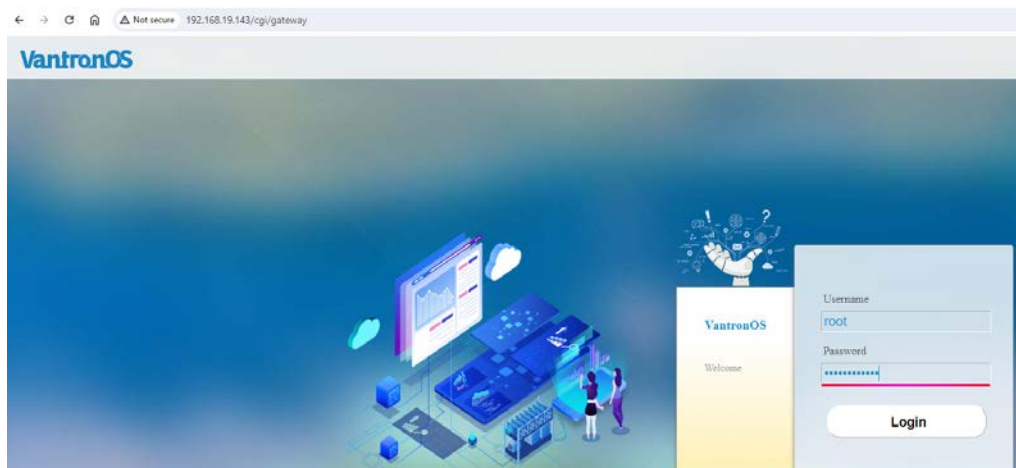 Not secure 192.168.19.143/cgi/gateway
VantronOS
! ?
Username
root
VantronOS
Password
Welcome
••••••••••••
Login